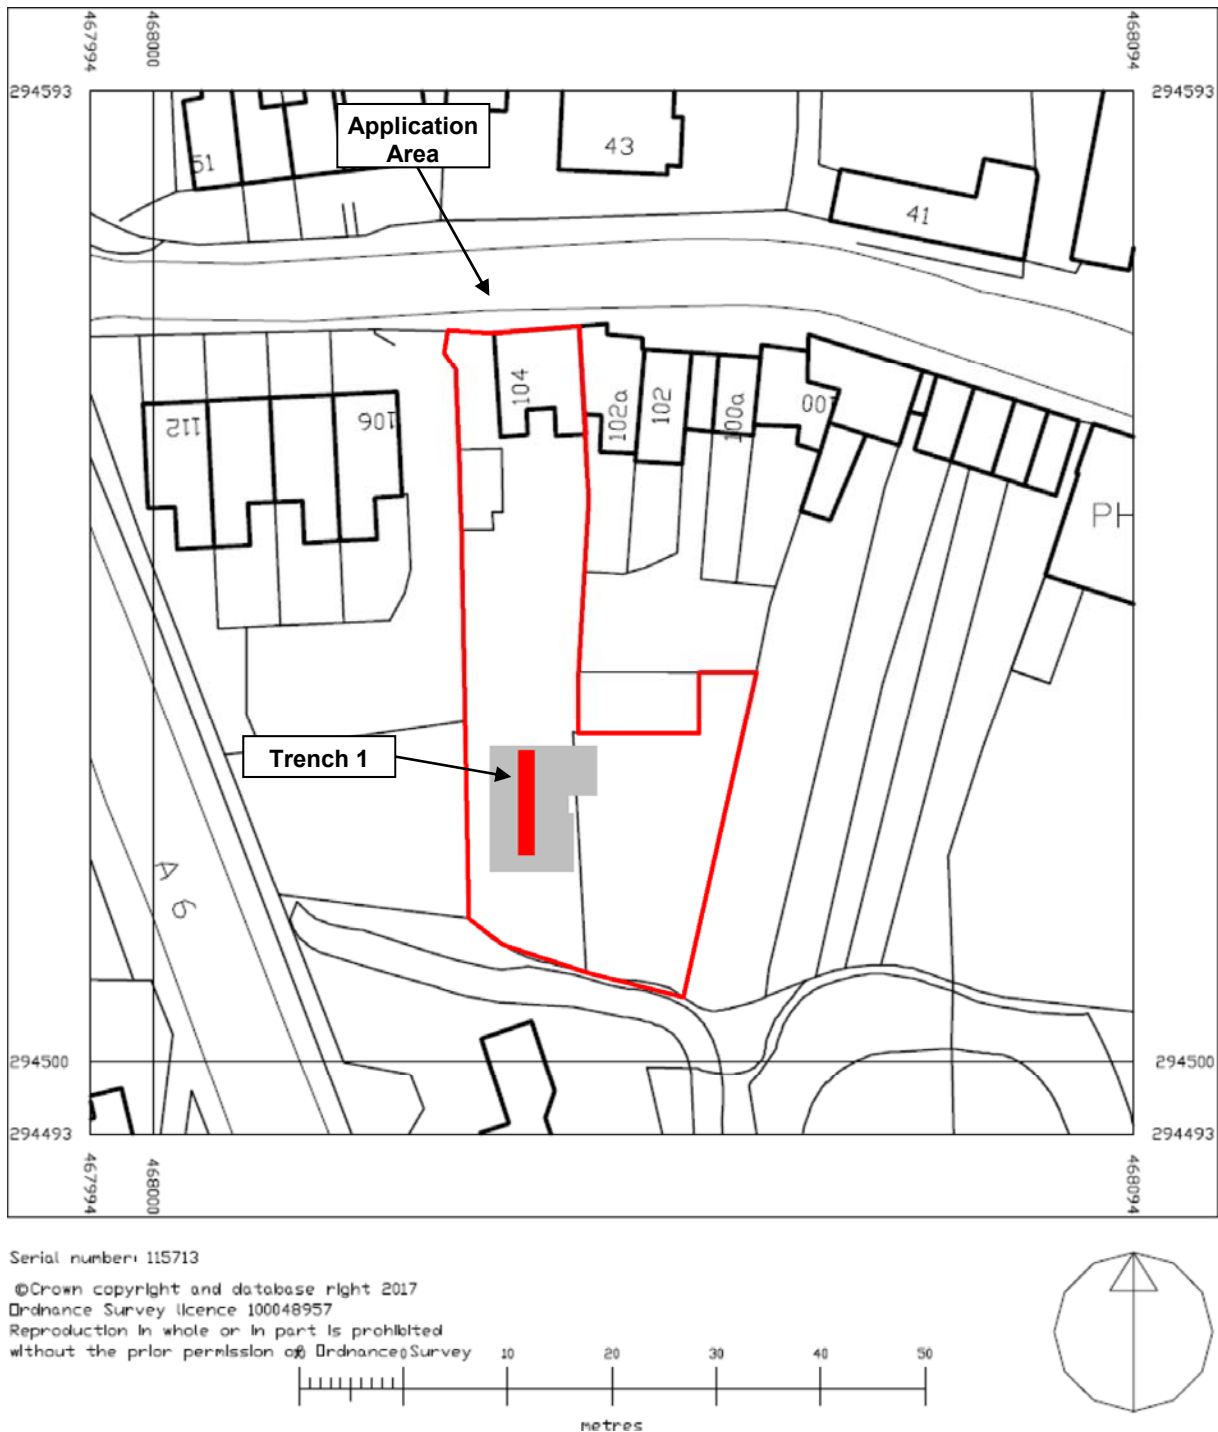 467994
468000
468094
294593
294593
Application
Area
51
43
41
104
102a
102
100a
100
112
106
PH
Trench 1
A 6
294500
294500
294493
294493
467994
468000
468094
Serial number: 115713
©Crown copyright and database right 2017
Ordnance Survey licence 100048957
Reproduction in whole or in part is prohibited
without the prior permission of Ordnance Survey
0
10
20
30
40
50
metres